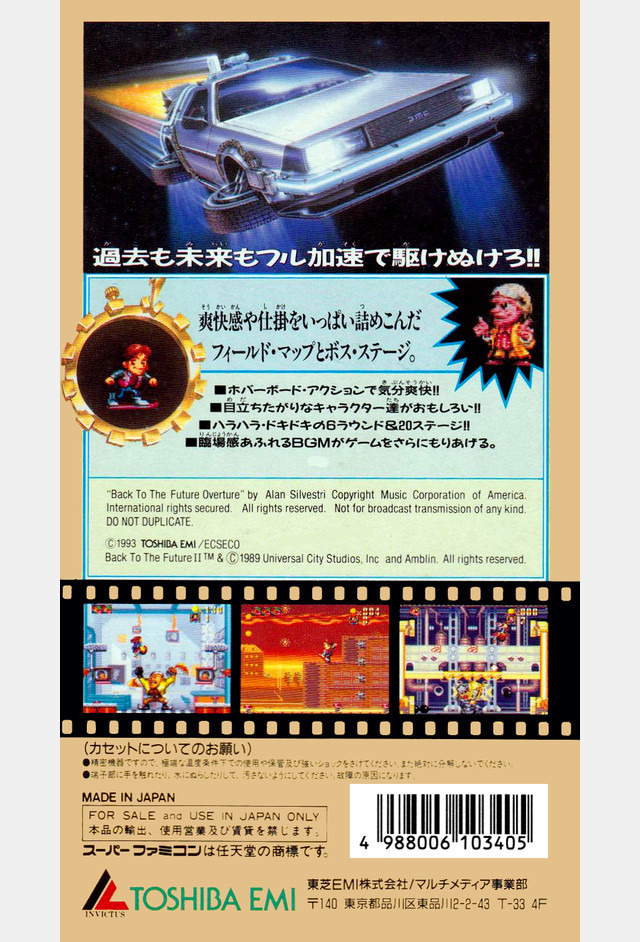 DMC
過去も未来もフル加速で駆けぬけろ!!
爽快感や仕掛をいっぱい詰めこんだ
フィールド・マップとボス・ステージ。
■ホバーボード・アクションで気分爽快!!
■目立ちたがりなキャラクター達がおもしろい!!
■ハラハラ・ドキドキの6ラウンド&20ステージ!!
■臨場感あふれるBGMがゲームをさらにもりあげる。
"Back To The Future Overture" by Alan Silvestri Copyright Music Corporation of America.
International rights secured. All rights reserved. Not for broadcast transmission of any kind.
DO NOT DUPLICATE.
©1993 TOSHIBA EMI/ECSECO
Back To The Future II™ & ©1989 Universal City Studios, Inc and Amblin. All rights reserved.
(カセットについてのお願い)
●精密機器ですので、極端な温度条件下での使用や保管及び強いショックをさけてください。また絶対に分解しないでください。
●端子部に手を触れたり、水にぬらしたりして、汚さないようにしてください。故障の原因になります。
MADE IN JAPAN
FOR SALE and USE IN JAPAN ONLY
本品の輸出、使用営業及び賃貸を禁じます。
スーパーファミコンは任天堂の商標です。
4 988006 103405
INVICTUS
TOSHIBA EMI
東芝EMI株式会社/マルチメディア事業部
〒140 東京都品川区東品川2-2-43 T-33 4F